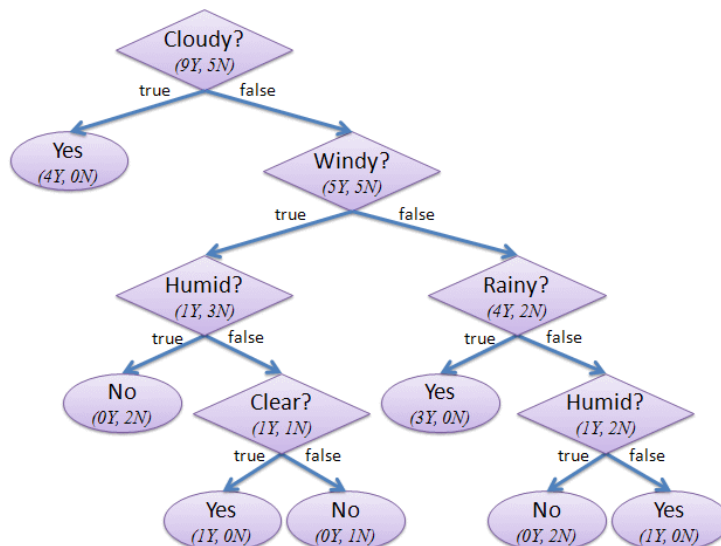 Cloudy?
(9Y, 5N)
true
false
Yes
(4Y, 0N)
Windy?
(5Y, 5N)
true
false
Humid?
(1Y, 3N)
Rainy?
(4Y, 2N)
true
false
true
false
No
(0Y, 2N)
Clear?
(1Y, 1N)
Yes
(3Y, 0N)
Humid?
(1Y, 2N)
true
false
true
false
Yes
(1Y, 0N)
No
(0Y, 1N)
No
(0Y, 2N)
Yes
(1Y, 0N)